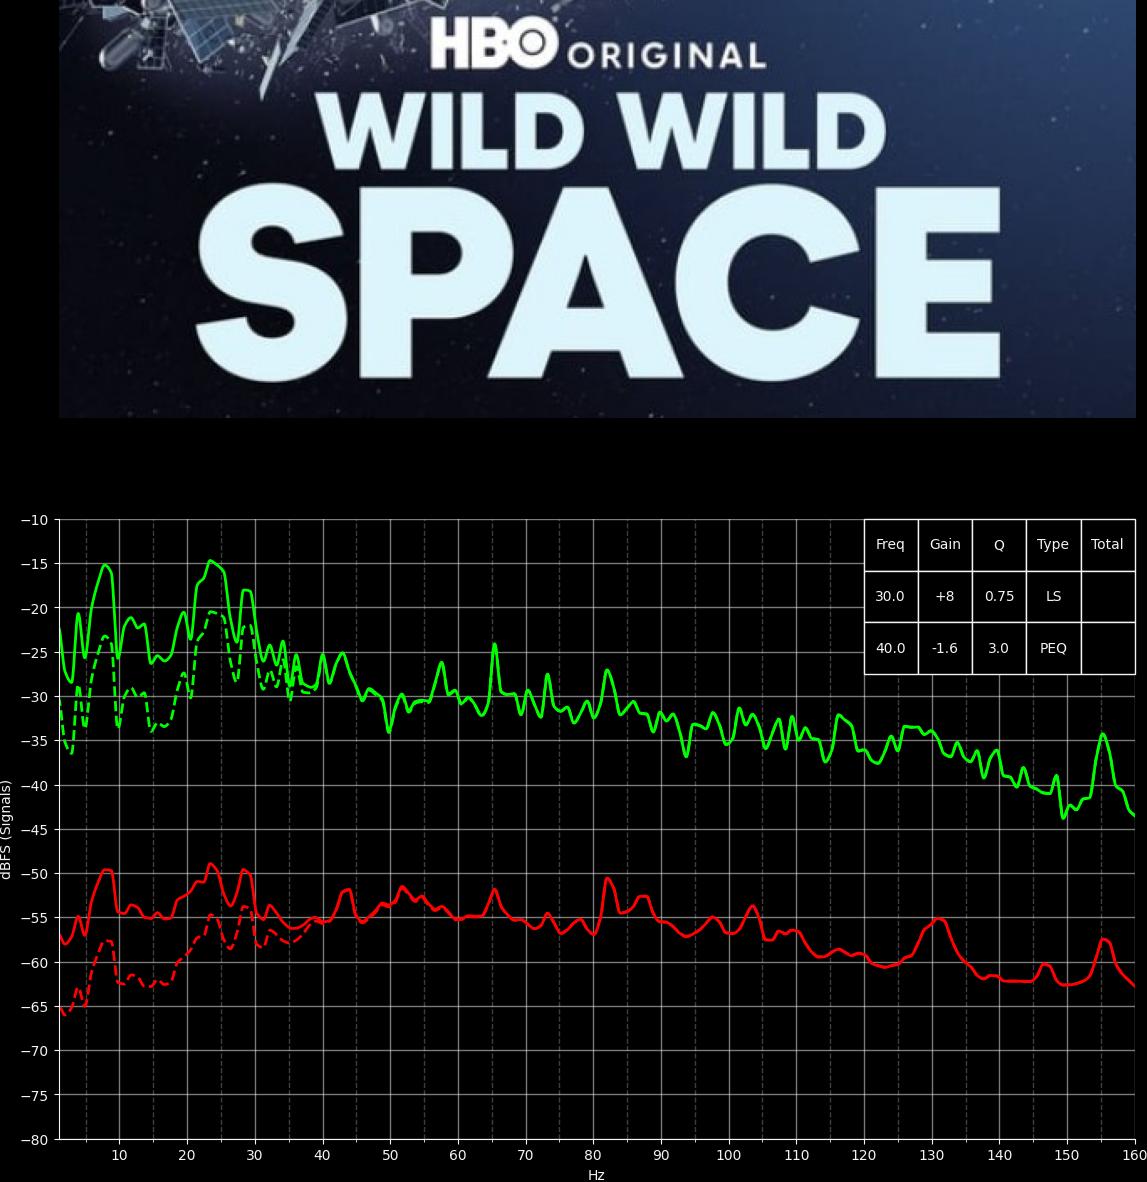 HBO ORIGINAL
WILD WILD
SPACE
Freq Gain Q Type Total
30.0 +8 0.75 LS
40.0 -1.6 3.0 PEQ
−10
−15
−20
−25
−30
−35
−40
−45
−50
−55
−60
−65
−70
−75
−80
dBFS (Signals)
10 20 30 40 50 60 70 80 90 100 110 120 130 140 150 160
Hz